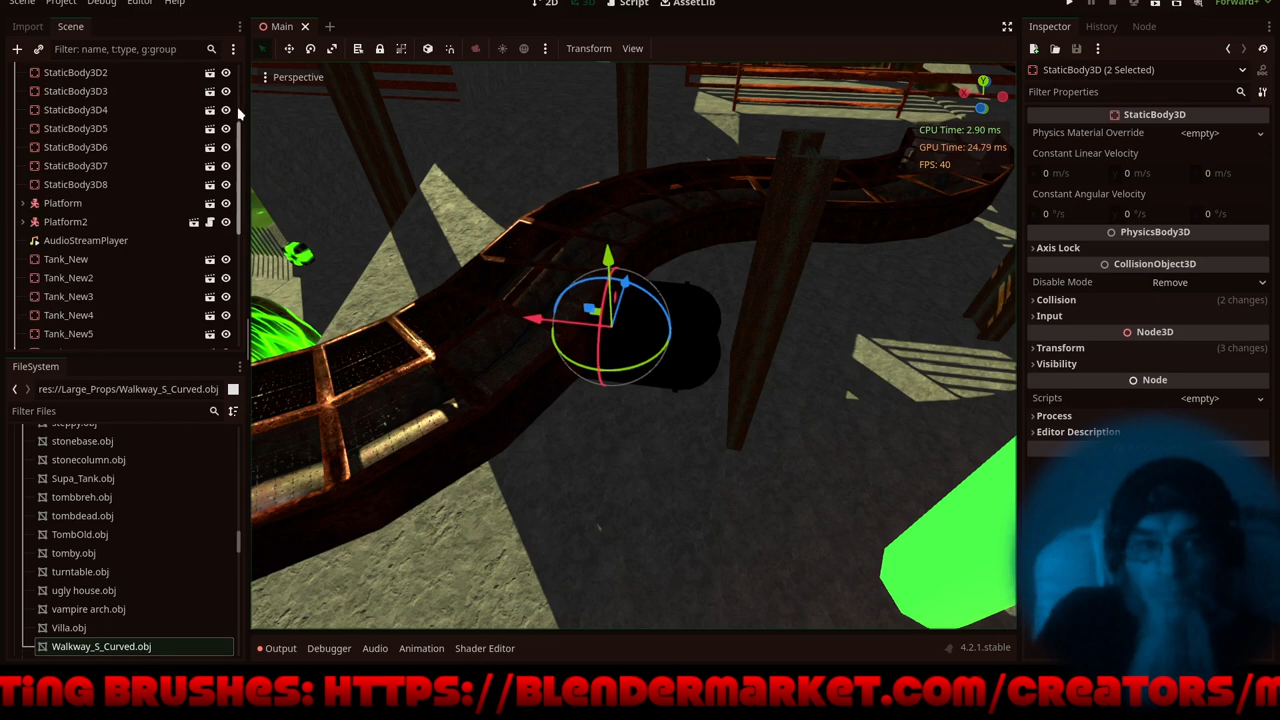 Scene Project Debug Editor Help
2D 3D Script AssetLib
Forward+
Import Scene
Filter: name, t:type, g:group
StaticBody3D2
StaticBody3D3
StaticBody3D4
StaticBody3D5
StaticBody3D6
StaticBody3D7
StaticBody3D8
Platform
Platform2
AudioStreamPlayer
Tank_New
Tank_New2
Tank_New3
Tank_New4
Tank_New5
FileSystem
res://Large_Props/Walkway_S_Curved.obj
Filter Files
steppy.obj
stonebase.obj
stonecolumn.obj
Supa_Tank.obj
tombbreh.obj
tombdead.obj
TombOld.obj
tomby.obj
turntable.obj
ugly house.obj
vampire arch.obj
Villa.obj
Walkway_S_Curved.obj
Main
Transform View
Perspective
Y
X
CPU Time: 2.90 ms
GPU Time: 24.79 ms
FPS: 40
Output Debugger Audio Animation Shader Editor
4.2.1.stable
Inspector History Node
StaticBody3D (2 Selected)
Filter Properties
StaticBody3D
Physics Material Override <empty>
Constant Linear Velocity
0 m/s 0 m/s 0 m/s
Constant Angular Velocity
0 °/s 0 °/s 0 °/s
PhysicsBody3D
Axis Lock
CollisionObject3D
Disable Mode Remove
Collision (2 changes)
Input
Node3D
Transform (3 changes)
Visibility
Node
Scripts <empty>
Process
Editor Description
TING BRUSHES: HTTPS://BLENDERMARKET.COM/CREATORS/M